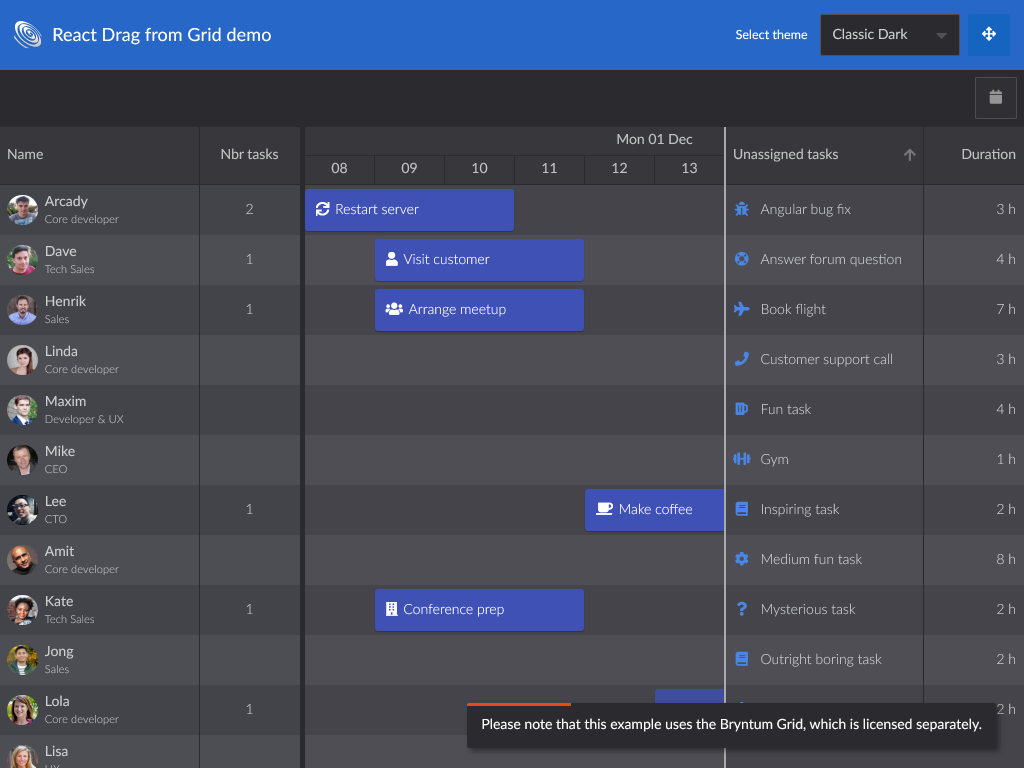 React Drag from Grid demo
Select theme
Classic Dark
Name
Nbr tasks
Mon 01 Dec
08 09 10 11 12 13
Unassigned tasks
Duration
Arcady
Core developer
2
Restart server
Angular bug fix
3 h
Dave
Tech Sales
1
Visit customer
Answer forum question
4 h
Henrik
Sales
1
Arrange meetup
Book flight
7 h
Linda
Core developer
Customer support call
3 h
Maxim
Developer & UX
Fun task
4 h
Mike
CEO
Gym
1 h
Lee
CTO
1
Make coffee
Inspiring task
2 h
Amit
Core developer
Medium fun task
8 h
Kate
Tech Sales
1
Conference prep
Mysterious task
2 h
Jong
Sales
Outright boring task
2 h
Lola
Core developer
1
2 h
Please note that this example uses the Bryntum Grid, which is licensed separately.
Lisa